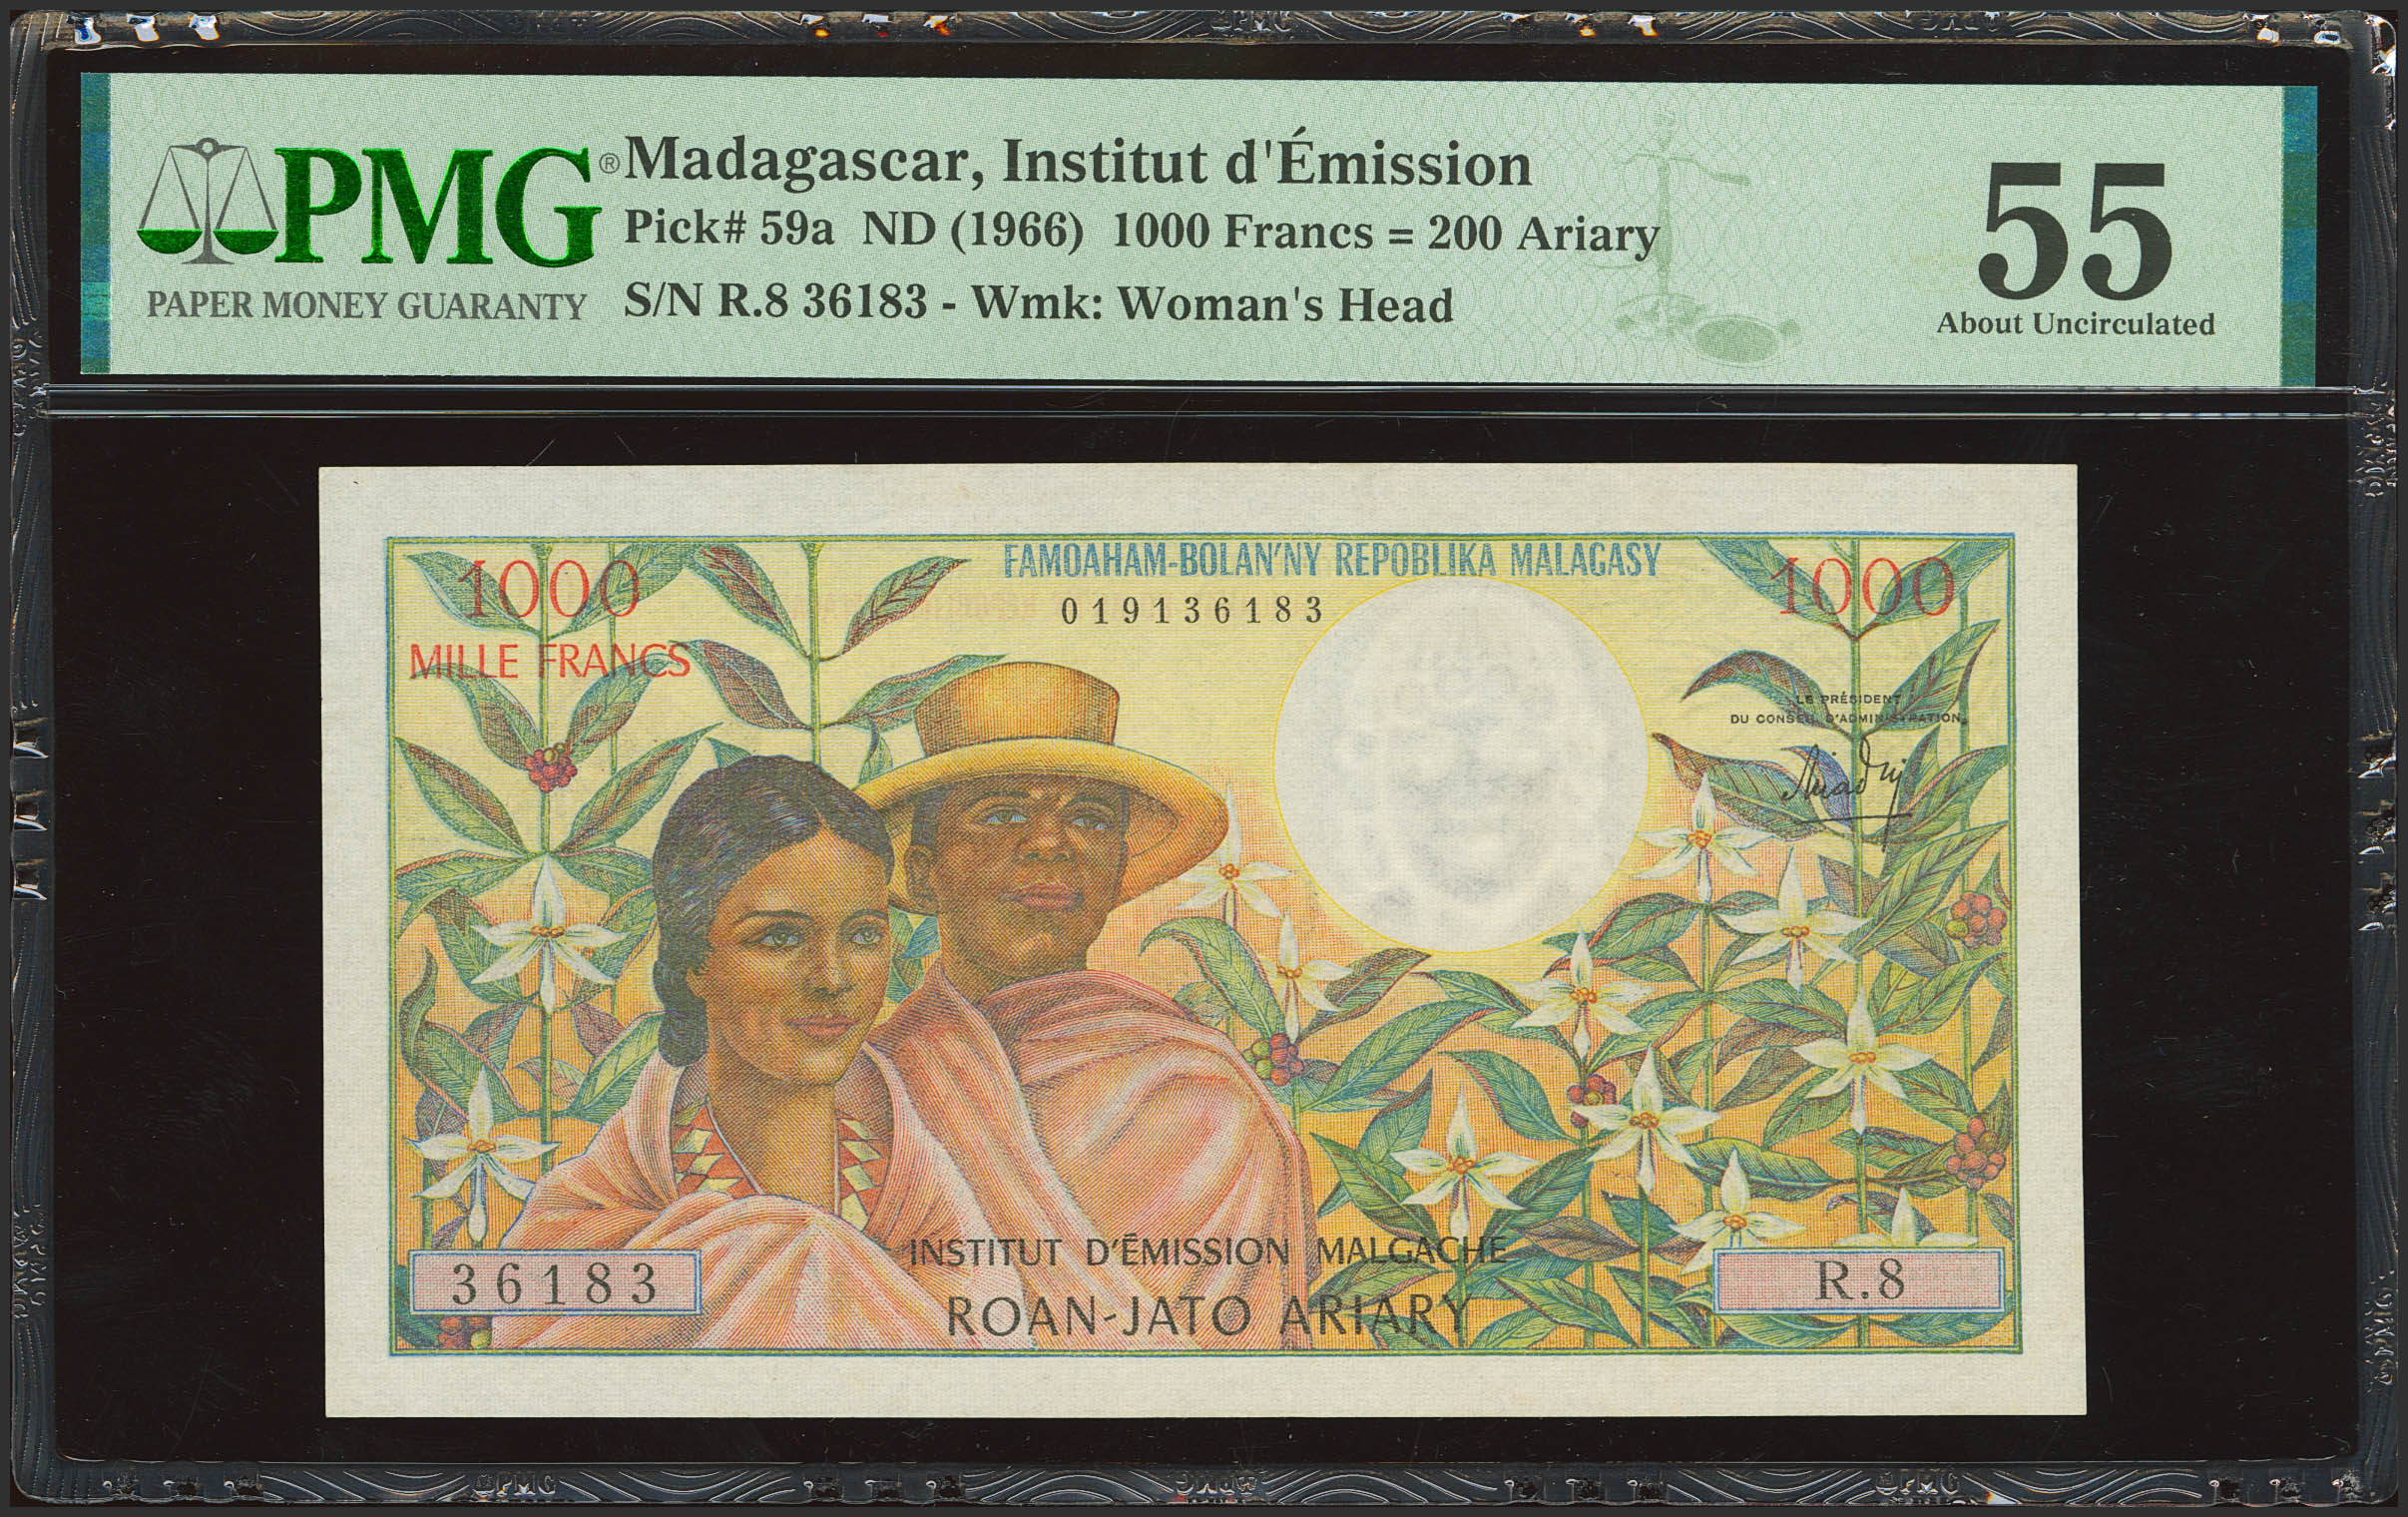 PMG®
PAPER MONEY GUARANTY
Madagascar, Institut d'Émission
Pick# 59a ND (1966) 1000 Francs = 200 Ariary
S/N R.8 36183 - Wmk: Woman's Head
55
About Uncirculated
FAMOAHAM-BOLAN'NY REPOBLIKA MALAGASY
1000
1000
019136183
MILLE FRANCS
LE PRÉSIDENT
DU CONSEIL D'ADMINISTRATION
INSTITUT D'ÉMISSION MALGACHE
36183
R.8
ROAN-JATO ARIARY